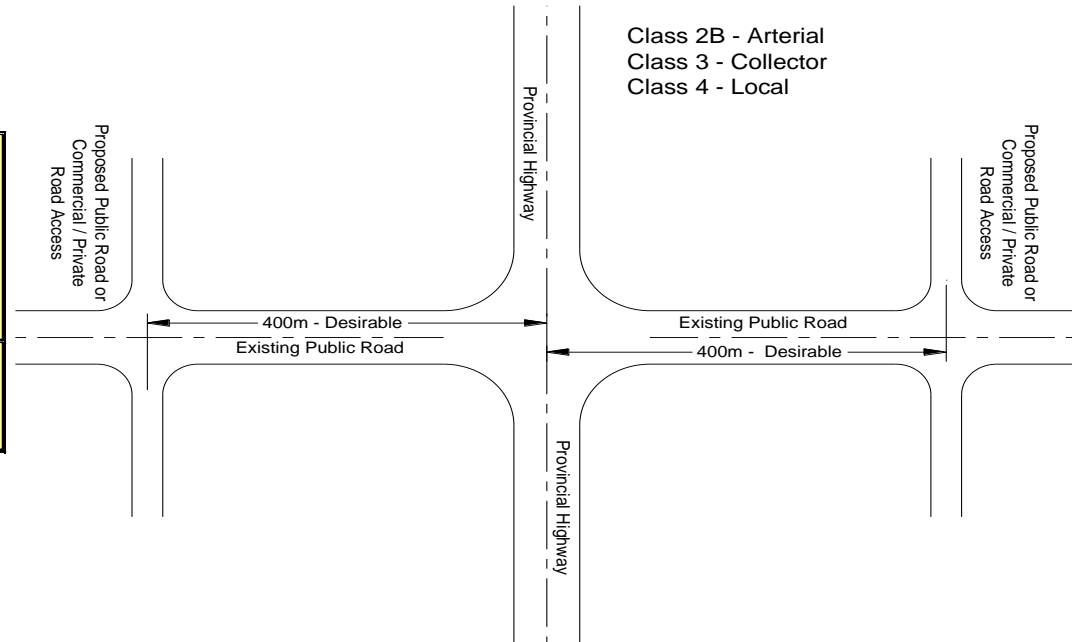 Class 2B - Arterial
Class 3 - Collector
Class 4 - Local
Provincial Highway
Proposed Public Road or
Commercial / Private
Road Access
Proposed Public Road or
Commercial / Private
Road Access
400m - Desirable
Existing Public Road
Existing Public Road
400m - Desirable
Provincial Highway